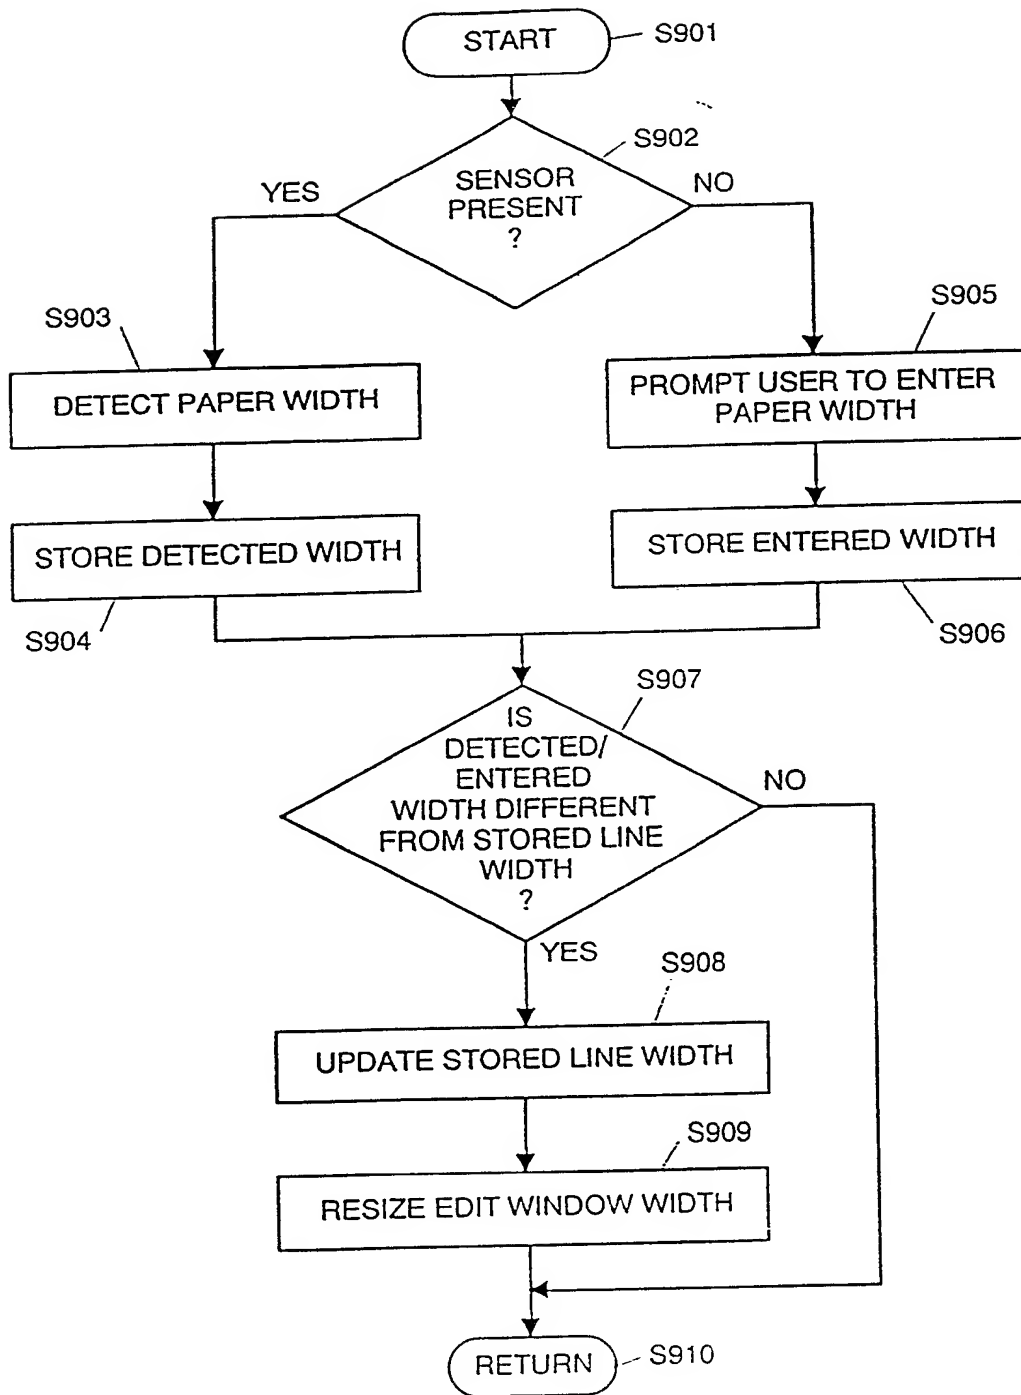 START
S901
S902
SENSOR
PRESENT
?
YES
NO
S903
S905
DETECT PAPER WIDTH
PROMPT USER TO ENTER
PAPER WIDTH
STORE DETECTED WIDTH
STORE ENTERED WIDTH
S904
S906
S907
IS
DETECTED/
ENTERED
WIDTH DIFFERENT
FROM STORED LINE
WIDTH
?
NO
YES
S908
UPDATE STORED LINE WIDTH
S909
RESIZE EDIT WINDOW WIDTH
RETURN
S910